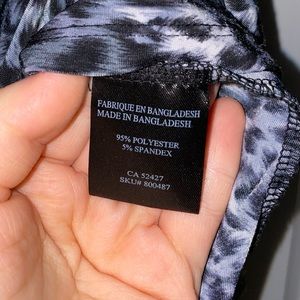 FABRIQUE EN BANGLADESH
MADE IN BANGLADESH
95% POLYESTER
5% SPANDEX
CA 52427
SKU# 800487